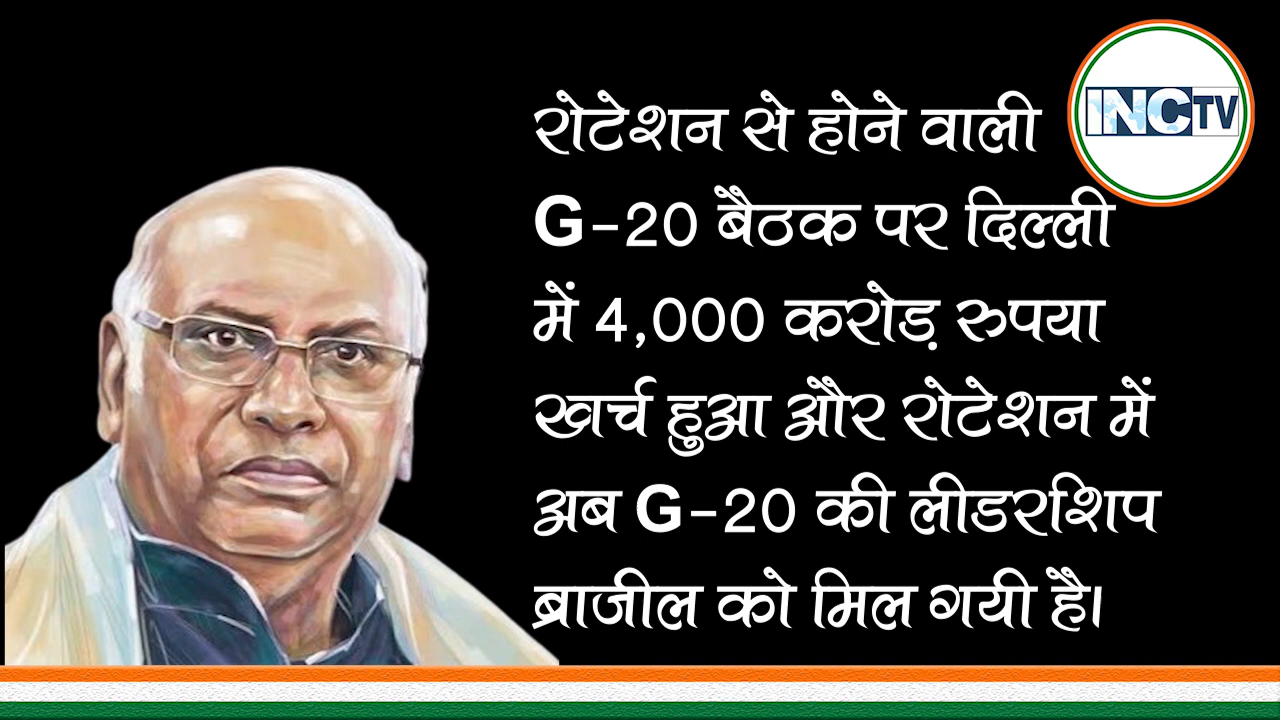 INCTV
रोटेशन से होने वाली
G-20 बैठक पर दिल्ली
में 4,000 करोड़ रुपया
खर्च हुआ और रोटेशन में
अब G-20 की लीडरशिप
ब्राजील को मिल गयी है।